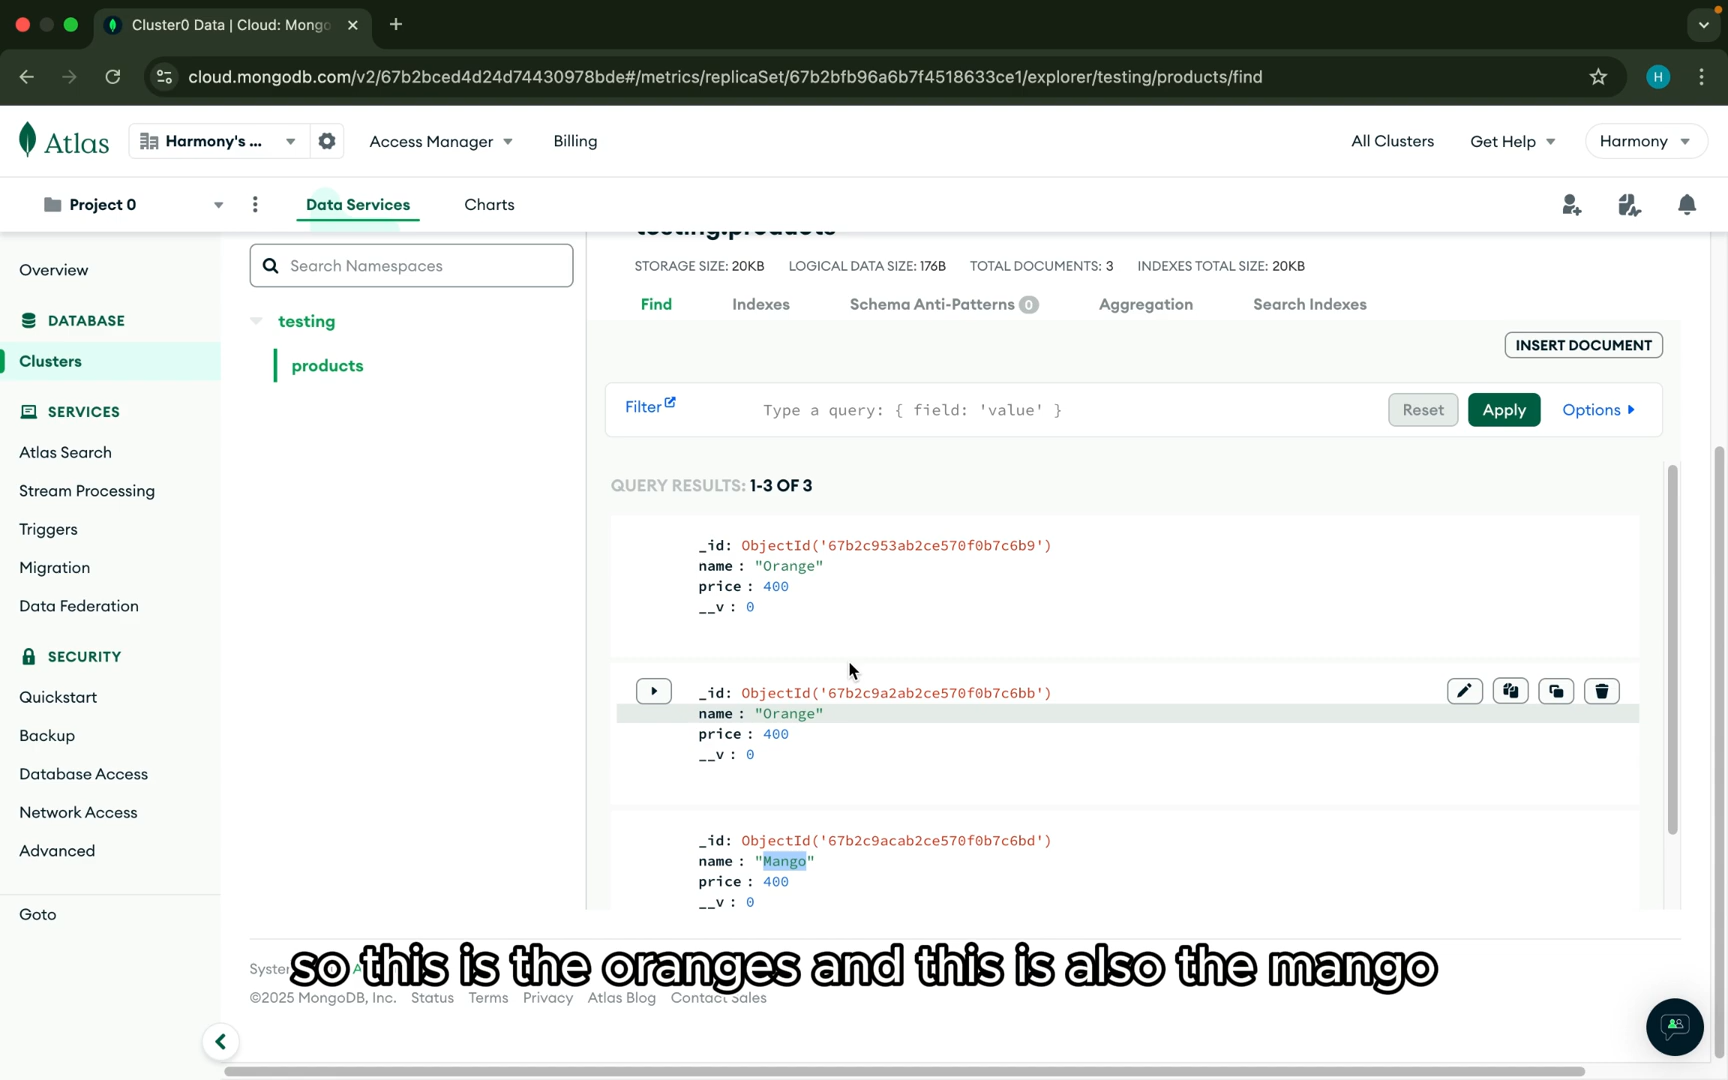 Cluster0 Data | Cloud: Mongo
cloud.mongodb.com/v2/67b2bced4d24d74430978bde#/metrics/replicaSet/67b2bfb96a6b7f4518633ce1/explorer/testing/products/find
H
Atlas
Harmony's ...
Access Manager
Billing
All Clusters
Get Help
Harmony
Project 0
Data Services
Charts
Overview
DATABASE
Clusters
SERVICES
Atlas Search
Stream Processing
Triggers
Migration
Data Federation
SECURITY
Quickstart
Backup
Database Access
Network Access
Advanced
Goto
Search Namespaces
testing
products
testing.products
STORAGE SIZE: 20KB LOGICAL DATA SIZE: 176B TOTAL DOCUMENTS: 3 INDEXES TOTAL SIZE: 20KB
Find Indexes Schema Anti-Patterns 0 Aggregation Search Indexes
INSERT DOCUMENT
Filter Type a query: { field: 'value' } Reset Apply Options
QUERY RESULTS: 1-3 OF 3
_id: ObjectId('67b2c953ab2ce570f0b7c6b9')
name : "Orange"
price : 400
__v : 0
_id: ObjectId('67b2c9a2ab2ce570f0b7c6bb')
name : "Orange"
price : 400
__v : 0
_id: ObjectId('67b2c9acab2ce570f0b7c6bd')
name : "Mango"
price : 400
__v : 0
so this is the oranges and this is also the mango
©2025 MongoDB, Inc. Status Terms Privacy Atlas Blog Contact Sales